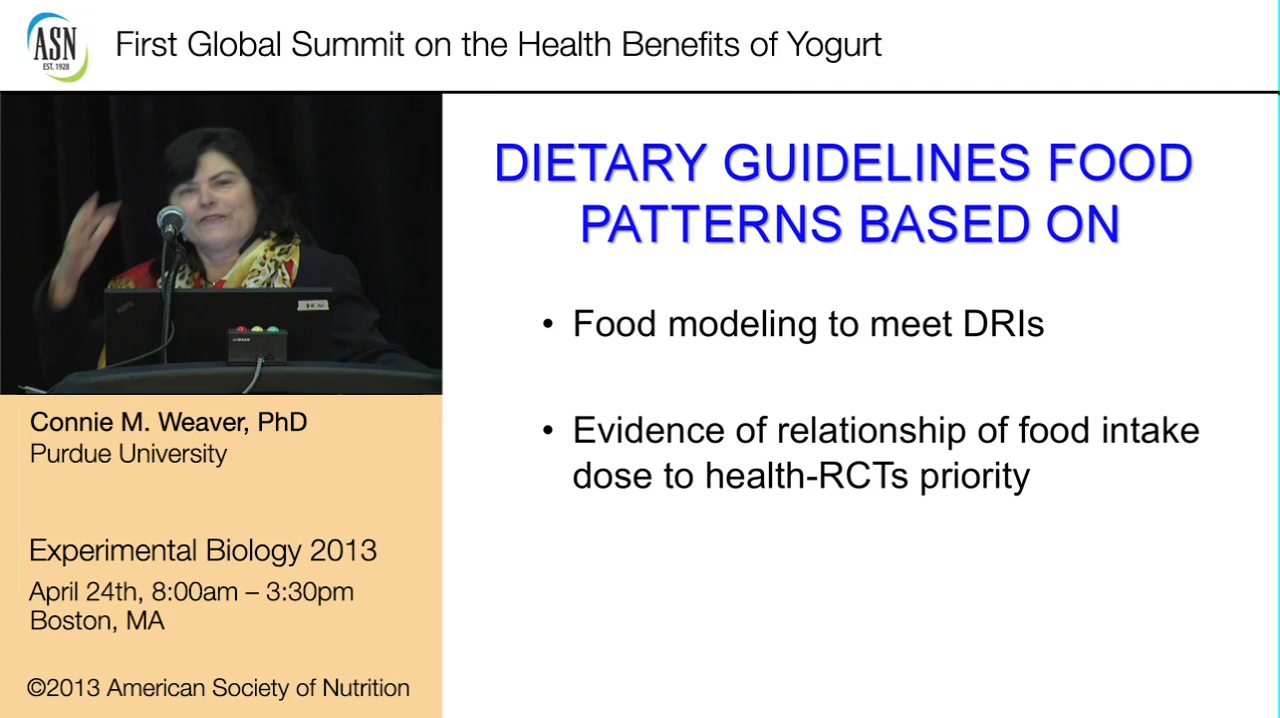 ASN
EST. 1928
First Global Summit on the Health Benefits of Yogurt
DIETARY GUIDELINES FOOD
PATTERNS BASED ON
• Food modeling to meet DRIs
• Evidence of relationship of food intake
dose to health-RCTs priority
Connie M. Weaver, PhD
Purdue University
Experimental Biology 2013
April 24th, 8:00am – 3:30pm
Boston, MA
©2013 American Society of Nutrition